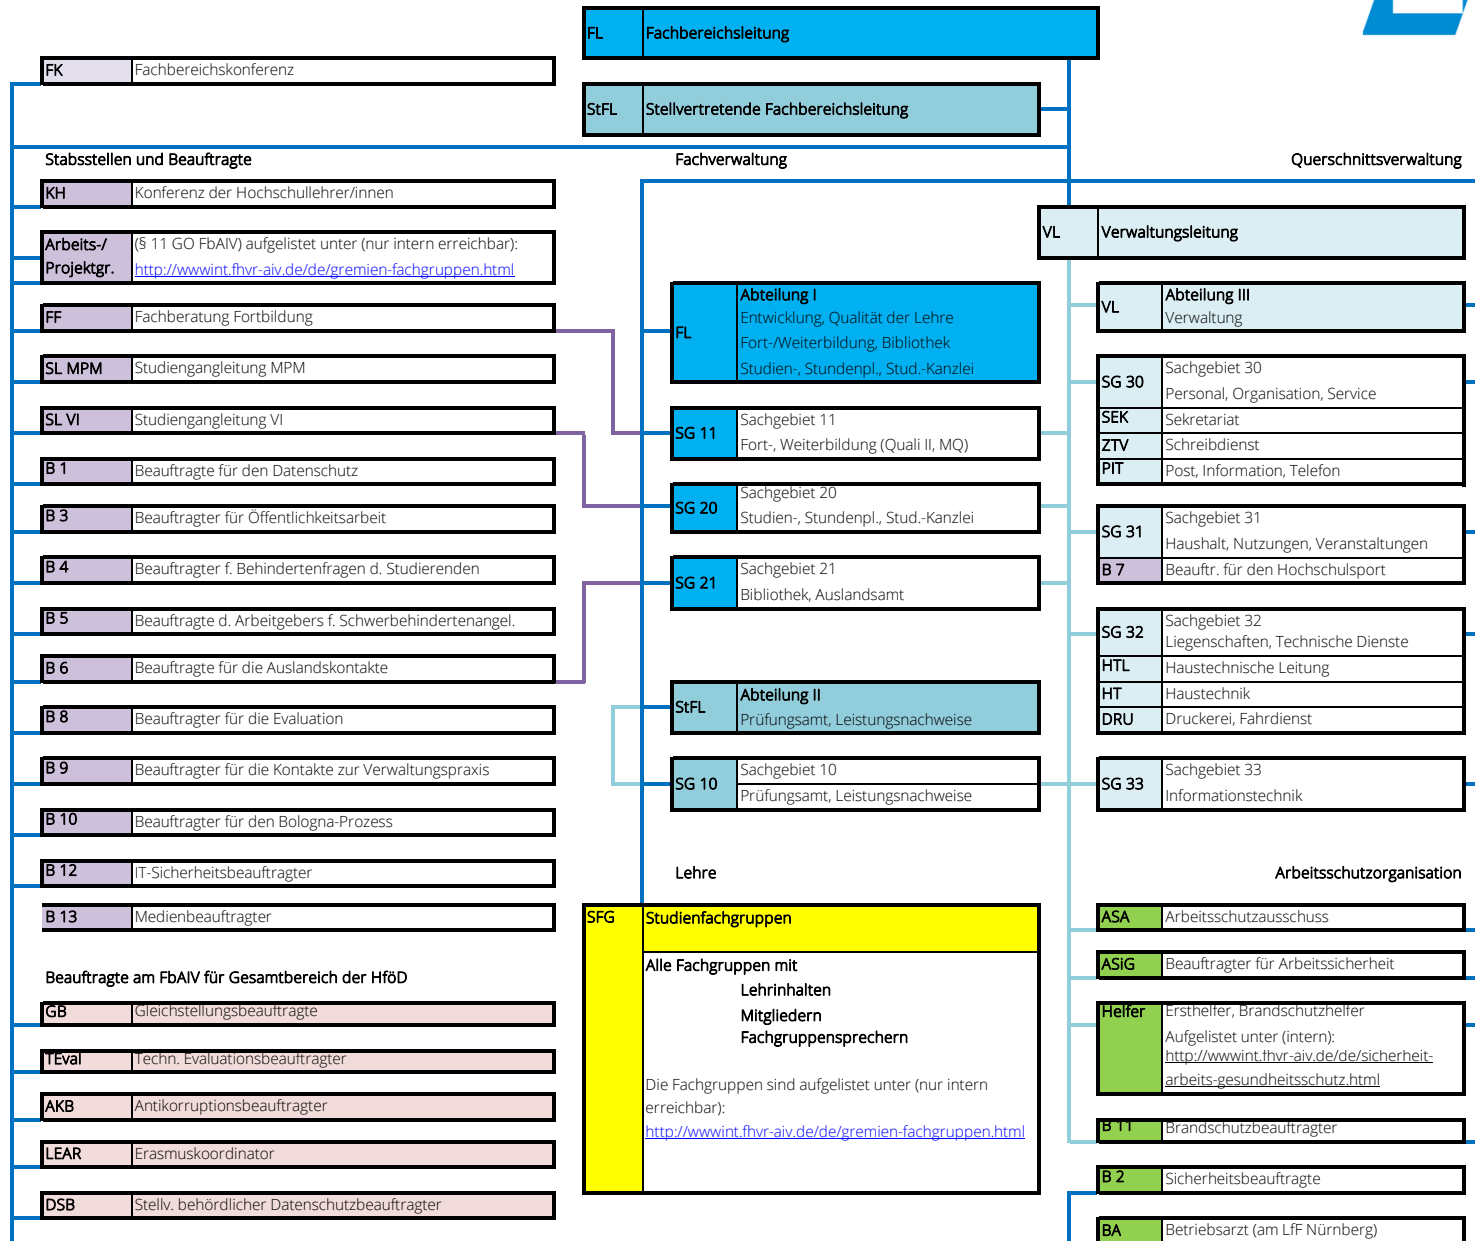 FL Fachbereichsleitung
FK Fachbereichskonferenz
StFL Stellvertretende Fachbereichsleitung
Stabsstellen und Beauftragte
KH Konferenz der Hochschullehrer/innen
Arbeits-/ (§ 11 GO FbAIV) aufgelistet unter (nur intern erreichbar):
Projektgr. http://wwwint.fhvr-aiv.de/de/gremien-fachgruppen.html
FF Fachberatung Fortbildung
SL MPM Studiengangleitung MPM
SL VI Studiengangleitung VI
B 1 Beauftragte für den Datenschutz
B 3 Beauftragter für Öffentlichkeitsarbeit
B 4 Beauftragter f. Behindertenfragen d. Studierenden
B 5 Beauftragte d. Arbeitgebers f. Schwerbehindertenangel.
B 6 Beauftragte für die Auslandskontakte
B 8 Beauftragter für die Evaluation
B 9 Beauftragter für die Kontakte zur Verwaltungspraxis
B 10 Beauftragter für den Bologna-Prozess
B 12 IT-Sicherheitsbeauftragter
B 13 Medienbeauftragter
Beauftragte am FbAIV für Gesamtbereich der HföD
GB Gleichstellungsbeauftragte
TEval Techn. Evaluationsbeauftragter
AKB Antikorruptionsbeauftragter
LEAR Erasmuskoordinator
DSB Stellv. behördlicher Datenschutzbeauftragter
Fachverwaltung
FL Abteilung I
Entwicklung, Qualität der Lehre
Fort-/Weiterbildung, Bibliothek
Studien-, Stundenpl., Stud.-Kanzlei
SG 11 Sachgebiet 11
Fort-, Weiterbildung (Quali II, MQ)
SG 20 Sachgebiet 20
Studien-, Stundenpl., Stud.-Kanzlei
SG 21 Sachgebiet 21
Bibliothek, Auslandsamt
StFL Abteilung II
Prüfungsamt, Leistungsnachweise
SG 10 Sachgebiet 10
Prüfungsamt, Leistungsnachweise
Lehre
SFG Studienfachgruppen
Alle Fachgruppen mit
Lehrinhalten
Mitgliedern
Fachgruppensprechern
Die Fachgruppen sind aufgelistet unter (nur intern
erreichbar):
http://wwwint.fhvr-aiv.de/de/gremien-fachgruppen.html
Querschnittsverwaltung
VL Verwaltungsleitung
VL Abteilung III
Verwaltung
SG 30 Sachgebiet 30
Personal, Organisation, Service
SEK Sekretariat
ZTV Schreibdienst
PIT Post, Information, Telefon
SG 31 Sachgebiet 31
Haushalt, Nutzungen, Veranstaltungen
B 7 Beauftr. für den Hochschulsport
SG 32 Sachgebiet 32
Liegenschaften, Technische Dienste
HTL Haustechnische Leitung
HT Haustechnik
DRU Druckerei, Fahrdienst
SG 33 Sachgebiet 33
Informationstechnik
Arbeitsschutzorganisation
ASA Arbeitsschutzausschuss
ASiG Beauftragter für Arbeitssicherheit
Helfer Ersthelfer, Brandschutzhelfer
Aufgelistet unter (intern):
http://wwwint.fhvr-aiv.de/de/sicherheit-
arbeits-gesundheitsschutz.html
B 11 Brandschutzbeauftragter
B 2 Sicherheitsbeauftragte
BA Betriebsarzt (am LfF Nürnberg)